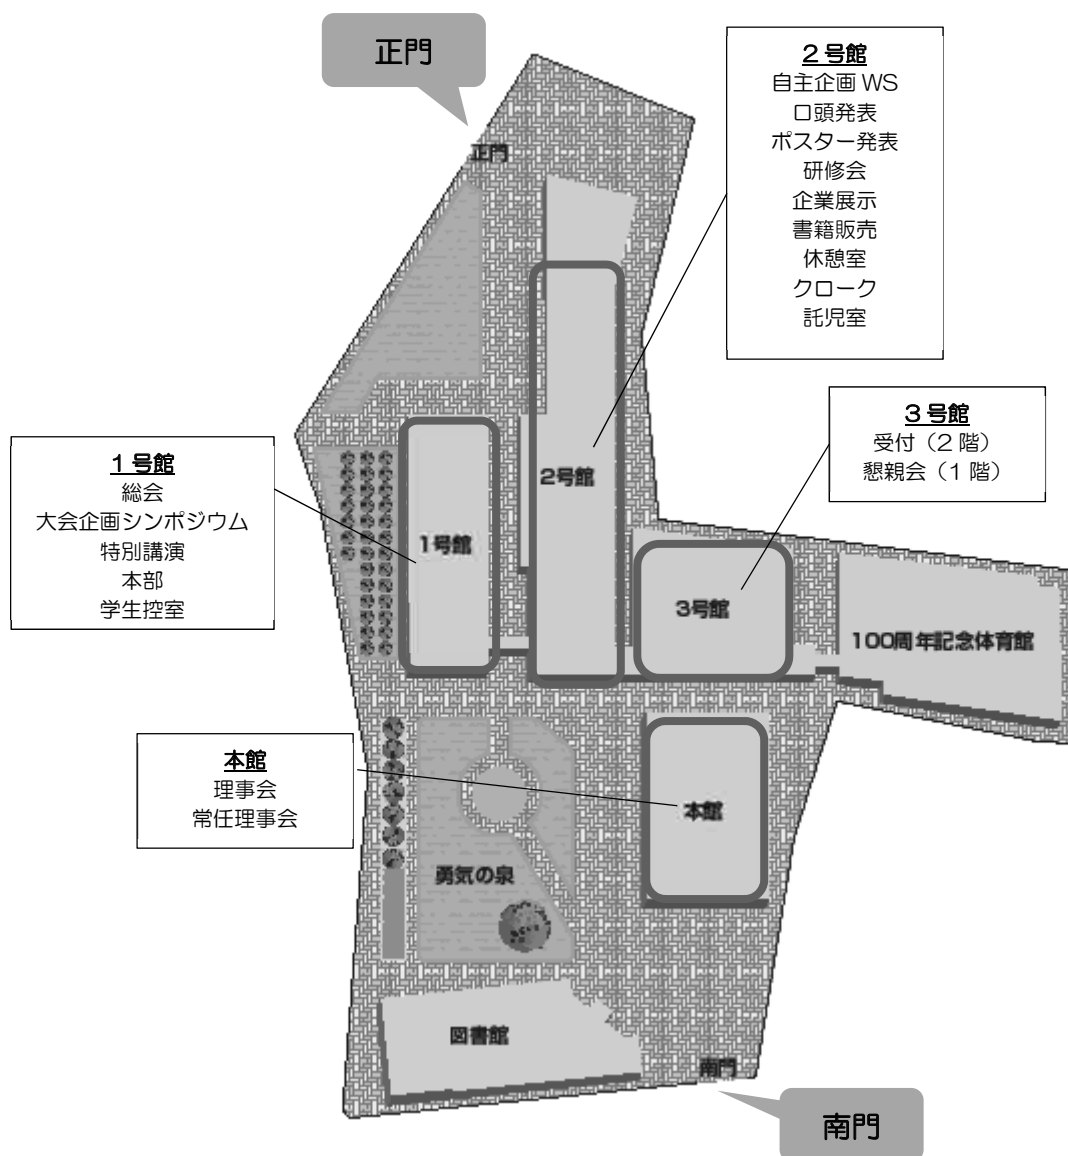 正門
正門
2号館
自主企画 WS
口頭発表
ポスター発表
研修会
企業展示
書籍販売
休憩室
クローク
託児室
3号館
受付（2階）
懇親会（1階）
1号館
総会
大会企画シンポジウム
特別講演
本部
学生控室
2号館
1号館
3号館
100周年記念体育館
本館
理事会
常任理事会
本館
勇気の泉
図書館
南門
南門